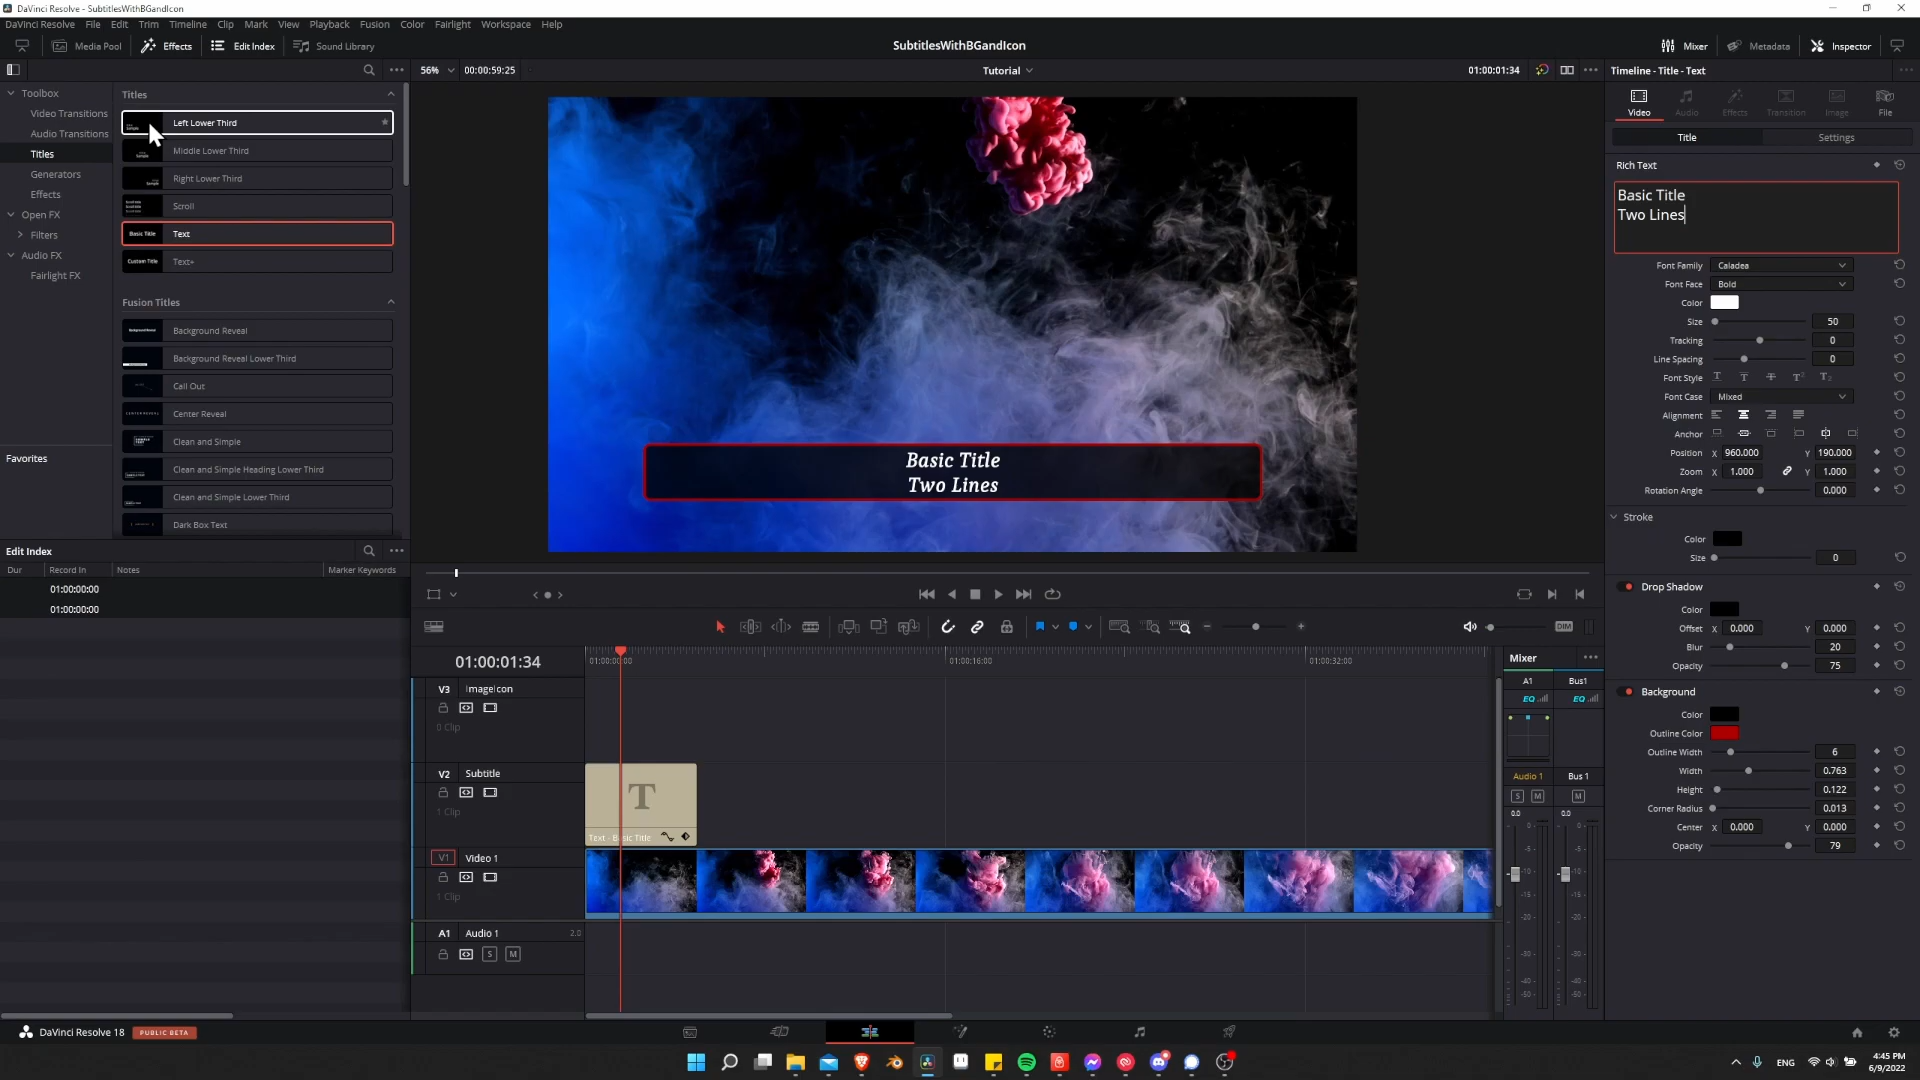 DaVinci Resolve - SubtitlesWithBGandIcon
DaVinci Resolve File Edit Trim Timeline Clip Mark View Playback Fusion Color Fairlight Workspace Help
Media Pool Effects Edit Index Sound Library SubtitlesWithBGandIcon Mixer Metadata Inspector
56% 00:00:59:25 Tutorial 01:00:01:34 Timeline - Title - Text
Toolbox
Video Transitions
Audio Transitions
Titles
Generators
Effects
Open FX
Filters
Audio FX
Fairlight FX
Favorites
Titles
Left Lower Third
Middle Lower Third
Right Lower Third
Scroll
Basic Title Text
Custom Title Text+
Fusion Titles
Background Reveal
Background Reveal Lower Third
Call Out
Center Reveal
Clean and Simple
Clean and Simple Heading Lower Third
Clean and Simple Lower Third
Dark Box Text
Basic Title
Two Lines
Video Audio Effects Transition Image File
Title Settings
Rich Text
Basic Title
Two Lines
Font Family Caladea
Font Face Bold
Color
Size 50
Tracking 0
Line Spacing 0
Font Style
Font Case Mixed
Alignment
Anchor
Position X 960.000 Y 190.000
Zoom X 1.000 Y 1.000
Rotation Angle 0.000
Stroke
Color
Size 0
Drop Shadow
Color
Offset X 0.000 Y 0.000
Blur 20
Opacity 75
Background
Color
Outline Color
Outline Width 6
Width 0.763
Height 0.122
Corner Radius 0.013
Center X 0.000 Y 0.000
Opacity 79
Edit Index
Dur Record In Notes Marker Keywords
01:00:00:00
01:00:00:00
DIM
01:00:01:34 01:00:00:00 01:00:16:00 01:00:32:00
V3 ImageIcon
0 Clip
V2 Subtitle
1 Clip
Text - Basic Title
V1 Video 1
1 Clip
A1 Audio 1 2.0
S M
Mixer
A1 Bus1
EQ EQ
Audio 1 Bus 1
S M M
0.0 0.0
DaVinci Resolve 18 PUBLIC BETA
ENG 4:45 PM
6/9/2022